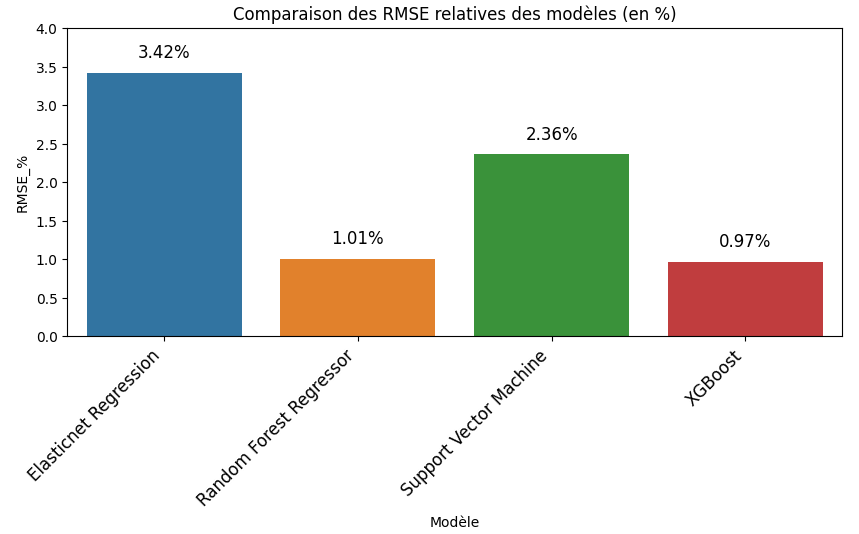 Comparaison des RMSE relatives des modèles (en %)
4.0
3.5
3.0
2.5
2.0
1.5
1.0
0.5
0.0
RMSE_%
3.42%
1.01%
2.36%
0.97%
Elasticnet Regression
Random Forest Regressor
Support Vector Machine
XGBoost
Modèle